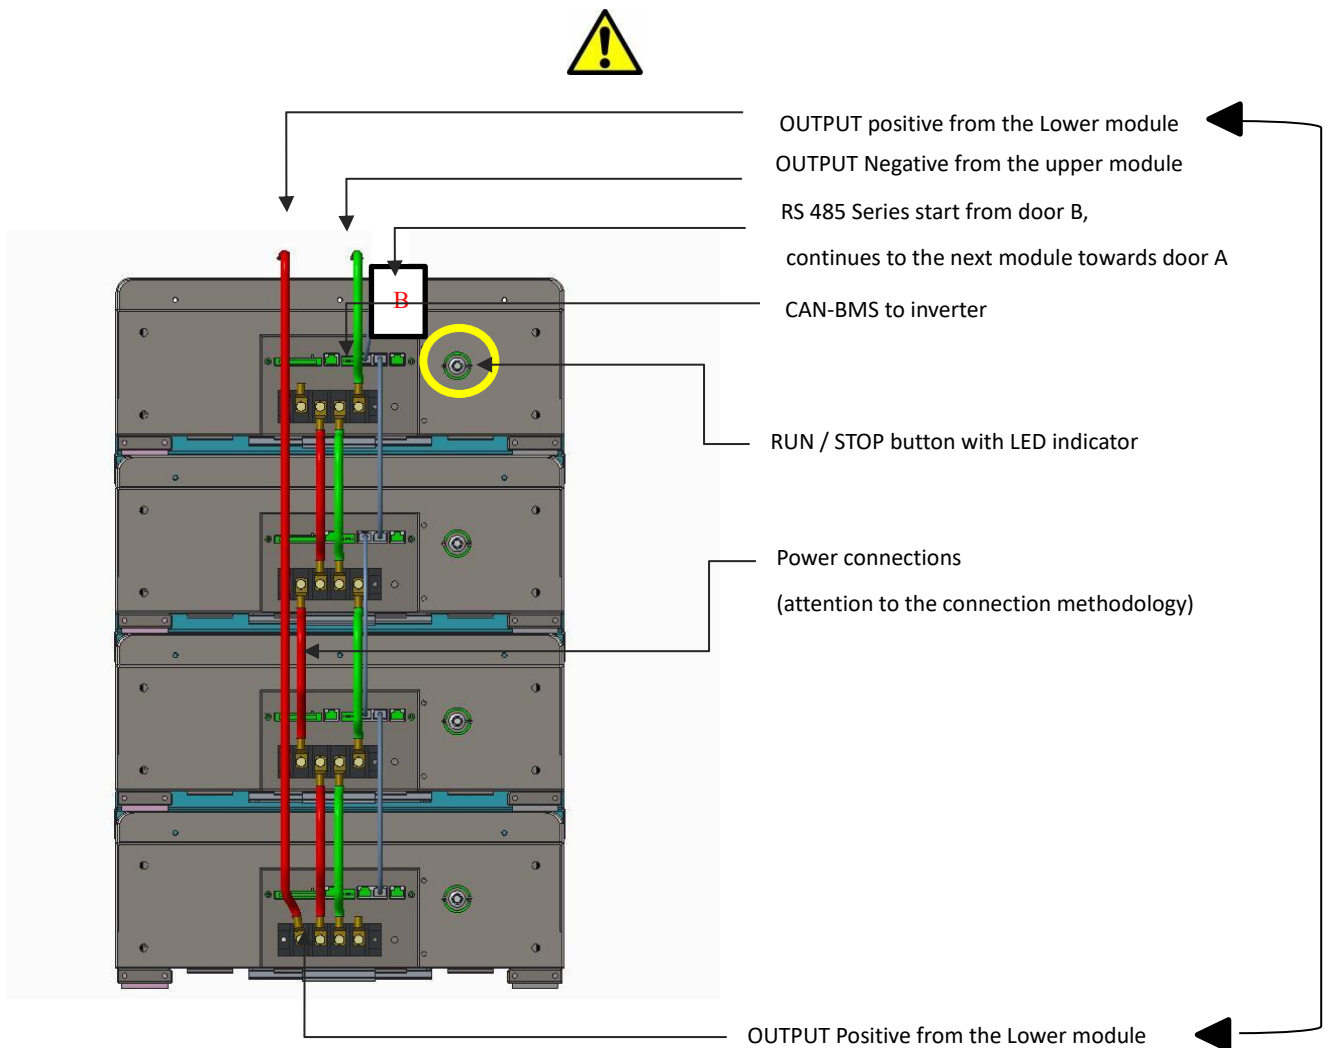 OUTPUT positive from the Lower module
OUTPUT Negative from the upper module
RS 485 Series start from door B,
continues to the next module towards door A
B
CAN-BMS to inverter
RUN / STOP button with LED indicator
Power connections
(attention to the connection methodology)
OUTPUT Positive from the Lower module